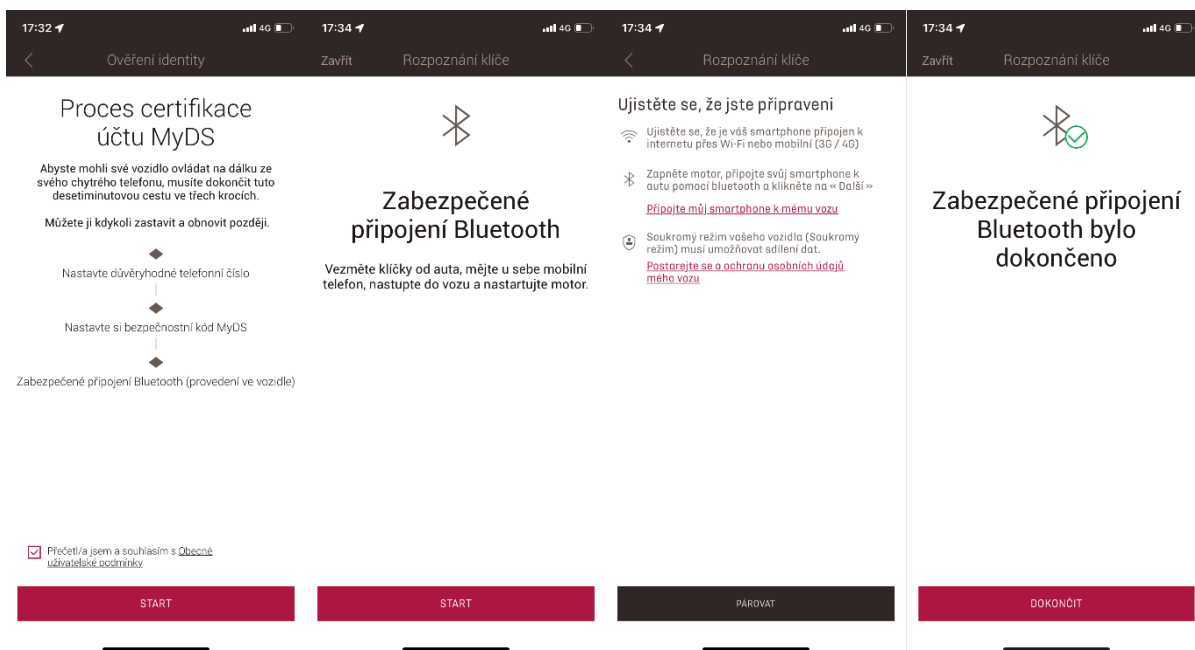 17:32
4G
Ověření identity
Proces certifikace
účtu MyDS
Abyste mohli své vozidlo ovládat na dálku ze
svého chytrého telefonu, musíte dokončit tuto
desetiminutovou cestu ve třech krocích.
Můžete ji kdykoli zastavit a obnovit později.
Nastavte důvěryhodné telefonní číslo
Nastavte si bezpečnostní kód MyDS
Zabezpečené připojení Bluetooth (provedení ve vozidle)
Přečetl/a jsem a souhlasím s Obecné
uživatelské podmínky
START
17:34
4G
Zavřít
Rozpoznání klíče
Zabezpečené
připojení Bluetooth
Vezměte klíčky od auta, mějte u sebe mobilní
telefon, nastupte do vozu a nastartujte motor.
START
17:34
4G
Rozpoznání klíče
Ujistěte se, že jste připraveni
Ujistěte se, že je váš smartphone připojen k
internetu přes Wi-Fi nebo mobilní (3G / 4G)
Zapněte motor, připojte svůj smartphone k
autu pomocí bluetooth a klikněte na « Další »
Připojte můj smartphone k mému vozu
Soukromý režim vašeho vozidla (Soukromý
režim) musí umožňovat sdílení dat.
Postarejte se o ochranu osobních údajů
mého vozu
PÁROVAT
17:34
4G
Zavřít
Rozpoznání klíče
Zabezpečené připojení
Bluetooth bylo
dokončeno
DOKONČIT